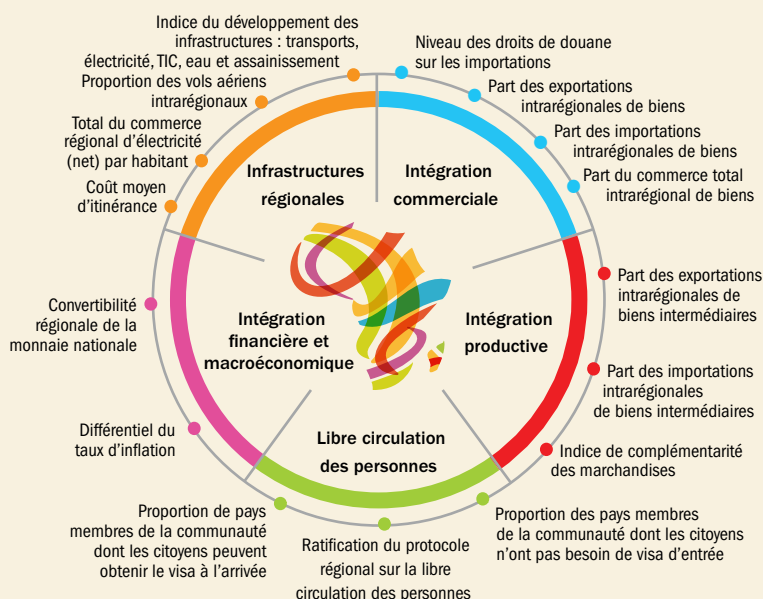 Indice du développement des
infrastructures : transports,
électricité, TIC, eau et assainissement
Proportion des vols aériens
intrarégionaux
Total du commerce
régional d'électricité
(net) par habitant
Coût moyen
d'itinérance
Niveau des droits de douane
sur les importations
Part des exportations
intrarégionales de biens
Part des importations
intrarégionales de biens
Part du commerce total
intrarégional de biens
Infrastructures
régionales
Intégration
commerciale
Part des exportations
intrarégionales de
biens intermédiaires
Part des importations
intrarégionales
de biens intermédiaires
Indice de complémentarité
des marchandises
Intégration
productive
Convertibilité
régionale de la
monnaie nationale
Différentiel du
taux d'inflation
Intégration
financière et
macroéconomique
Libre circulation
des personnes
Proportion de pays
membres de la communauté
dont les citoyens peuvent
obtenir le visa à l'arrivée
Ratification du protocole
régional sur la libre
circulation des personnes
Proportion des pays membres
de la communauté dont les citoyens
n'ont pas besoin de visa d'entrée